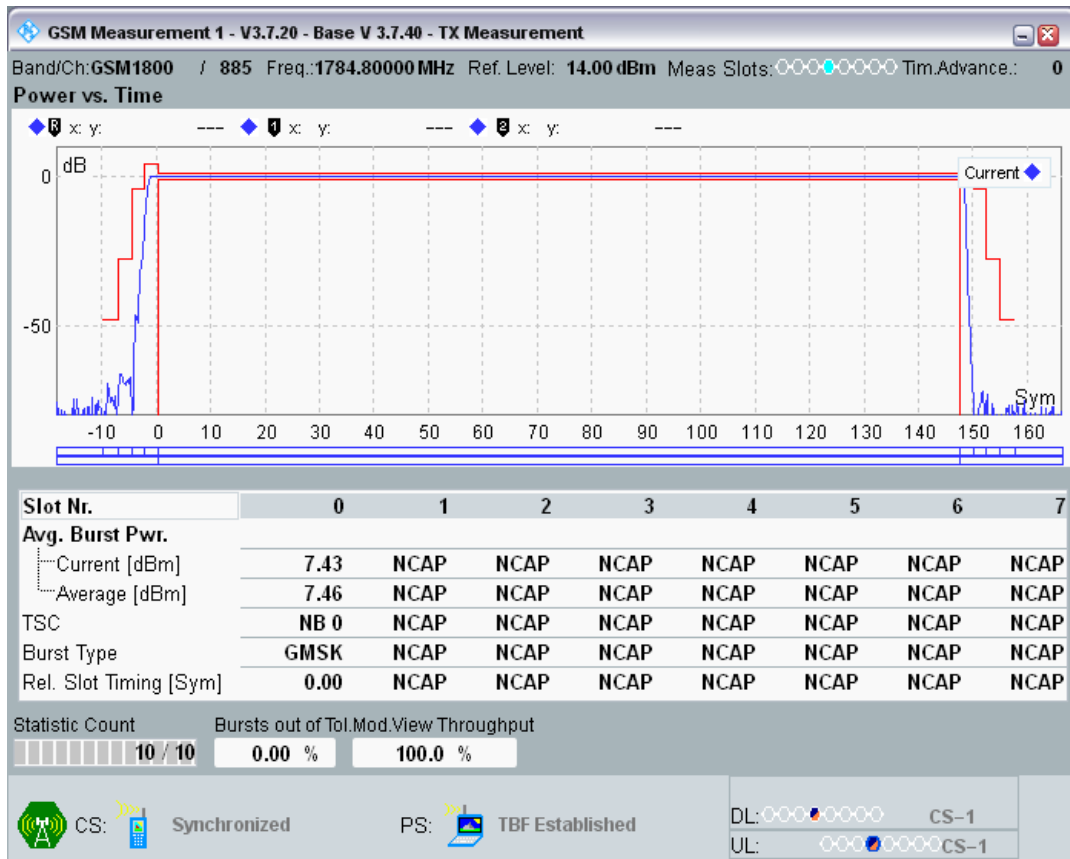 GSM Measurement 1 - V3.7.20 - Base V 3.7.40 - TX Measurement
Band/Ch:GSM1800 / 885 Freq.:1784.80000 MHz Ref. Level: 14.00 dBm Meas Slots: Tim.Advance.: 0
Power vs. Time
R x: y: --- 1 x: y: --- 2 x: y: ---
dB
Current
0
-50
Sym
-10 0 10 20 30 40 50 60 70 80 90 100 110 120 130 140 150 160
Slot Nr. 0 1 2 3 4 5 6 7
Avg. Burst Pwr.
Current [dBm] 7.43 NCAP NCAP NCAP NCAP NCAP NCAP NCAP
Average [dBm] 7.46 NCAP NCAP NCAP NCAP NCAP NCAP NCAP
TSC NB 0 NCAP NCAP NCAP NCAP NCAP NCAP NCAP
Burst Type GMSK NCAP NCAP NCAP NCAP NCAP NCAP NCAP
Rel. Slot Timing [Sym] 0.00 NCAP NCAP NCAP NCAP NCAP NCAP NCAP
Statistic Count Bursts out of Tol. Mod.View Throughput
10 / 10 0.00 % 100.0 %
CS: Synchronized PS: TBF Established
DL: CS-1
UL: CS-1